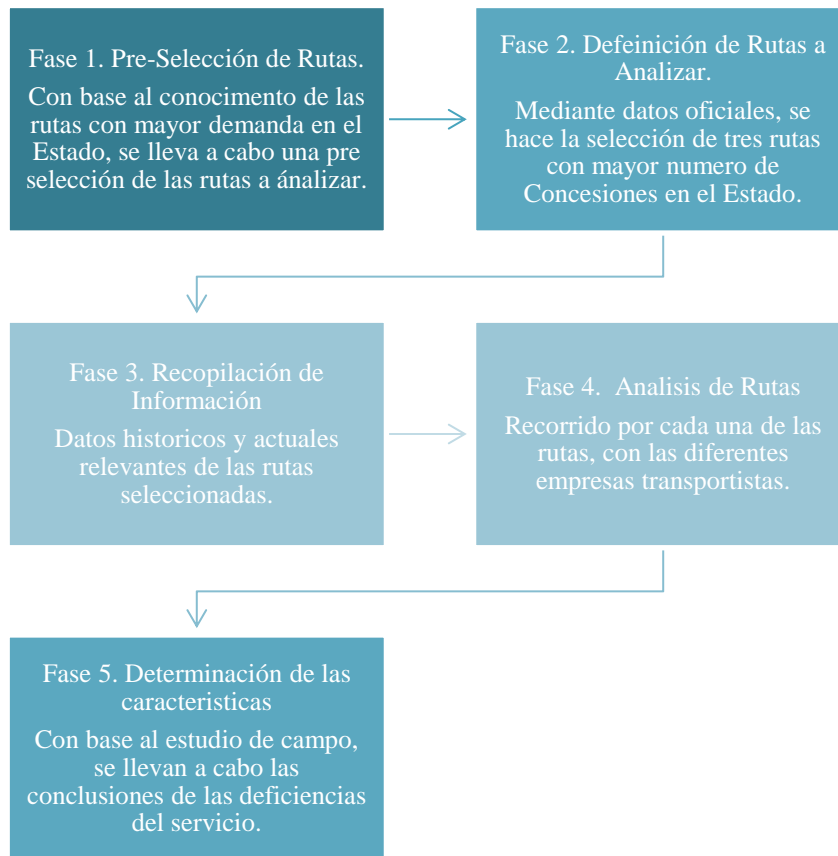 Fase 1. Pre-Selección de Rutas.
Con base al conocimiento de las
rutas con mayor demanda en el
Estado, se lleva a cabo una pre
selección de las rutas a ánalizar.
Fase 2. Defeinición de Rutas a
Analizar.
Mediante datos oficiales, se
hace la selección de tres rutas
con mayor numero de
Concesiones en el Estado.
Fase 3. Recopilación de
Información
Datos historicos y actuales
relevantes de las rutas
seleccionadas.
Fase 4.  Analisis de Rutas
Recorrido por cada una de las
rutas, con las diferentes
empresas transportistas.
Fase 5. Determinación de las
caracteristicas
Con base al estudio de campo,
se llevan a cabo las
conclusiones de las deficiencias
del servicio.